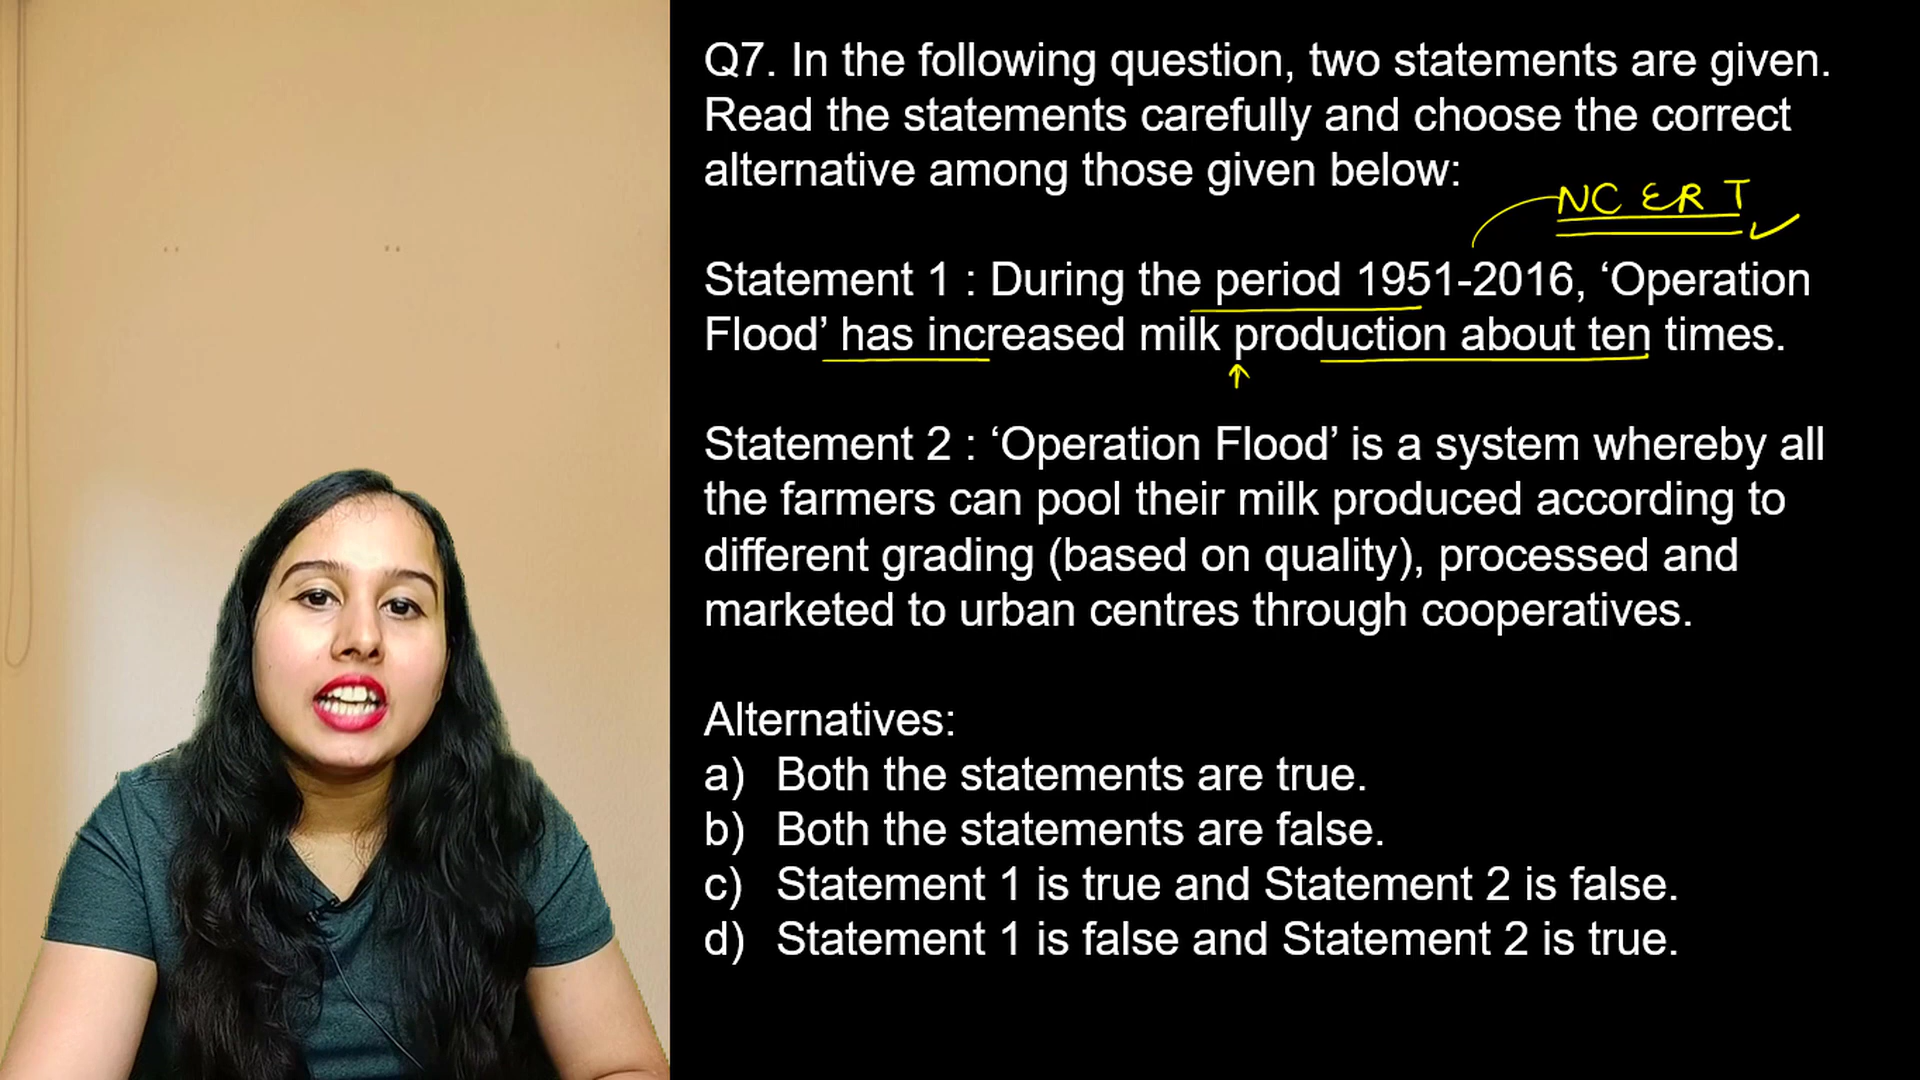 Q7. In the following question, two statements are given.
Read the statements carefully and choose the correct
alternative among those given below:
NCERT
Statement 1 : During the period 1951-2016, ‘Operation
Flood’ has increased milk production about ten times.
Statement 2 : ‘Operation Flood’ is a system whereby all
the farmers can pool their milk produced according to
different grading (based on quality), processed and
marketed to urban centres through cooperatives.
Alternatives:
a) Both the statements are true.
b) Both the statements are false.
c) Statement 1 is true and Statement 2 is false.
d) Statement 1 is false and Statement 2 is true.